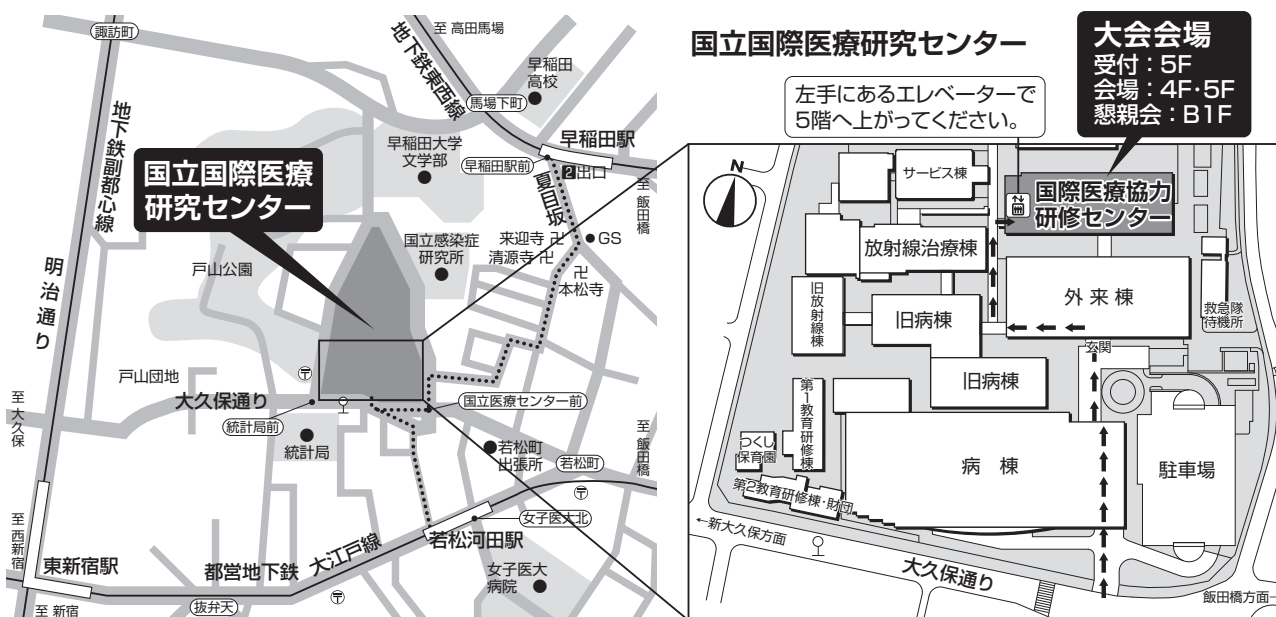 諏訪町
地下鉄副都心線
明治通り
至 大久保
至西新宿
東新宿駅
至 新宿
抜弁天
都営地下鉄 大江戸線
〒
戸山公園
戸山団地
〒
大久保通り
統計局前
統計局
国立国際医療
研究センター
至 高田馬場
地下鉄東西線
馬場下町
早稲田
高校
早稲田大学
文学部
早稲田駅前
早稲田駅
2出口
夏目坂
至飯田橋
国立感染症
研究所
来迎寺 卍
清源寺 卍
GS
卍
本松寺
国立医療センター前
若松町
出張所
若松町
至 飯田橋
〒
女子医大北
若松河田駅
女子医大
病院
国立国際医療研究センター
左手にあるエレベーターで
5階へ上がってください。
大会会場
受付:5F
会場:4F・5F
懇親会:B1F
N
サービス棟
国際医療協力
研修センター
放射線治療棟
旧放射線棟
旧病棟
外来棟
救急隊
待機所
玄関
旧病棟
第1教育研修棟
つくし
保育園
第2教育研修棟・財団
病棟
駐車場
←新大久保方面
大久保通り
飯田橋方面→